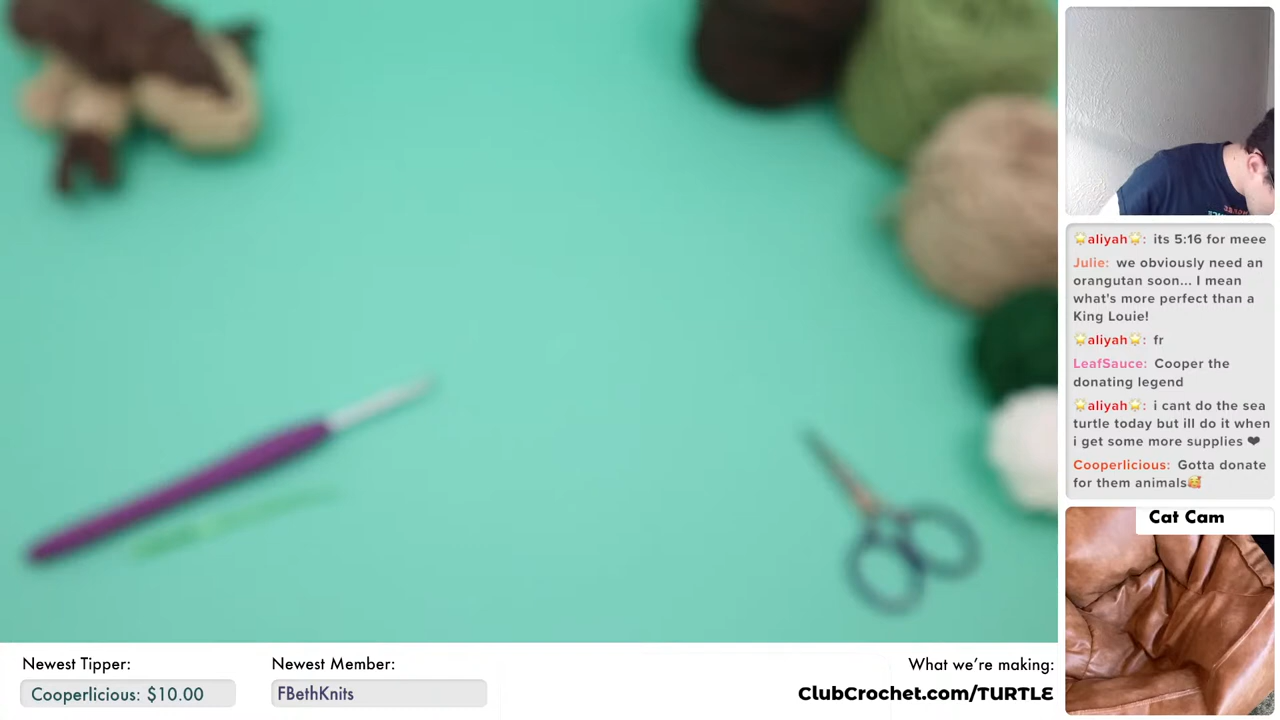 🌟aliyah🌟: its 5:16 for meee
Julie: we obviously need an
orangutan soon... I mean
what's more perfect than a
King Louie!
🌟aliyah🌟: fr
LeafSauce: Cooper the
donating legend
🌟aliyah🌟: i cant do the sea
turtle today but ill do it when
i get some more supplies ❤
Cooperlicious: Gotta donate
for them animals🥰
Cat Cam
Newest Tipper:
Cooperlicious: $10.00
Newest Member:
FBethKnits
What we're making:
ClubCrochet.com/TURTLE